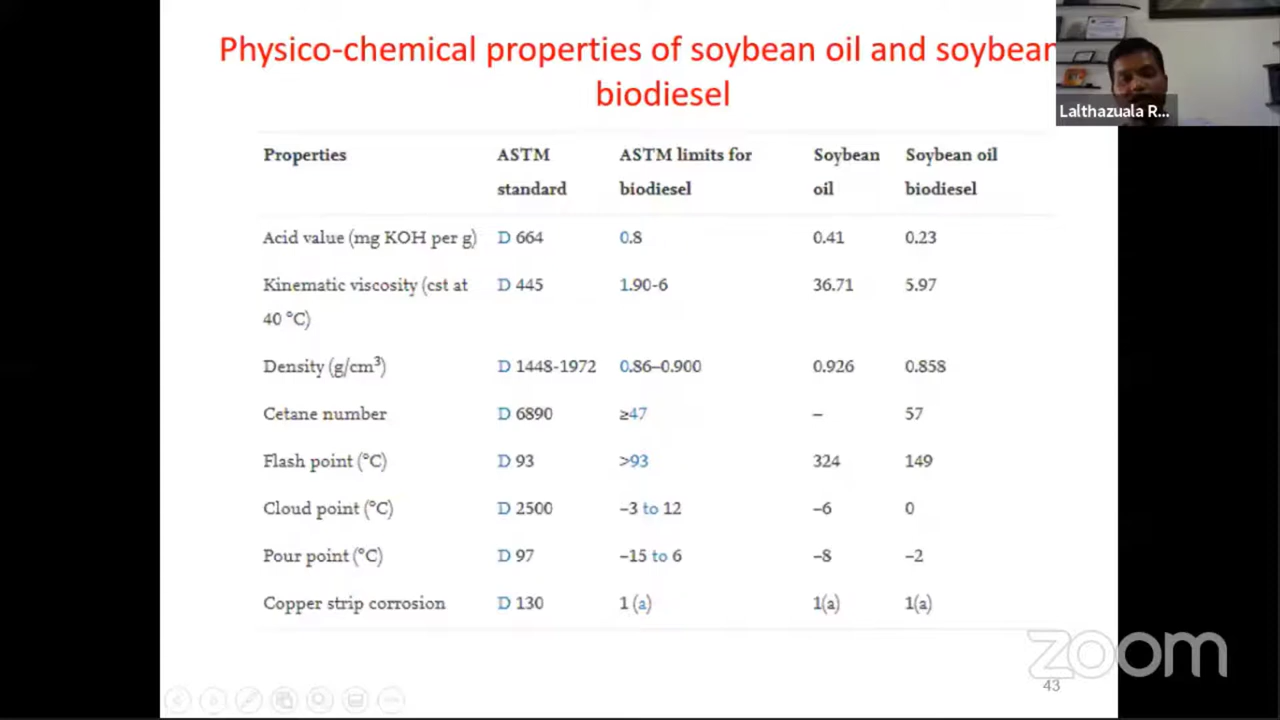 Physico-chemical properties of soybean oil and soybean
biodiesel
Lalthazuala R...
Properties ASTM standard ASTM limits for biodiesel Soybean oil Soybean oil biodiesel
Acid value (mg KOH per g) D 664 0.8 0.41 0.23
Kinematic viscosity (cst at 40 °C) D 445 1.90-6 36.71 5.97
Density (g/cm³) D 1448-1972 0.86–0.900 0.926 0.858
Cetane number D 6890 ≥47 – 57
Flash point (°C) D 93 >93 324 149
Cloud point (°C) D 2500 –3 to 12 –6 0
Pour point (°C) D 97 –15 to 6 –8 –2
Copper strip corrosion D 130 1 (a) 1(a) 1(a)
zoom
43